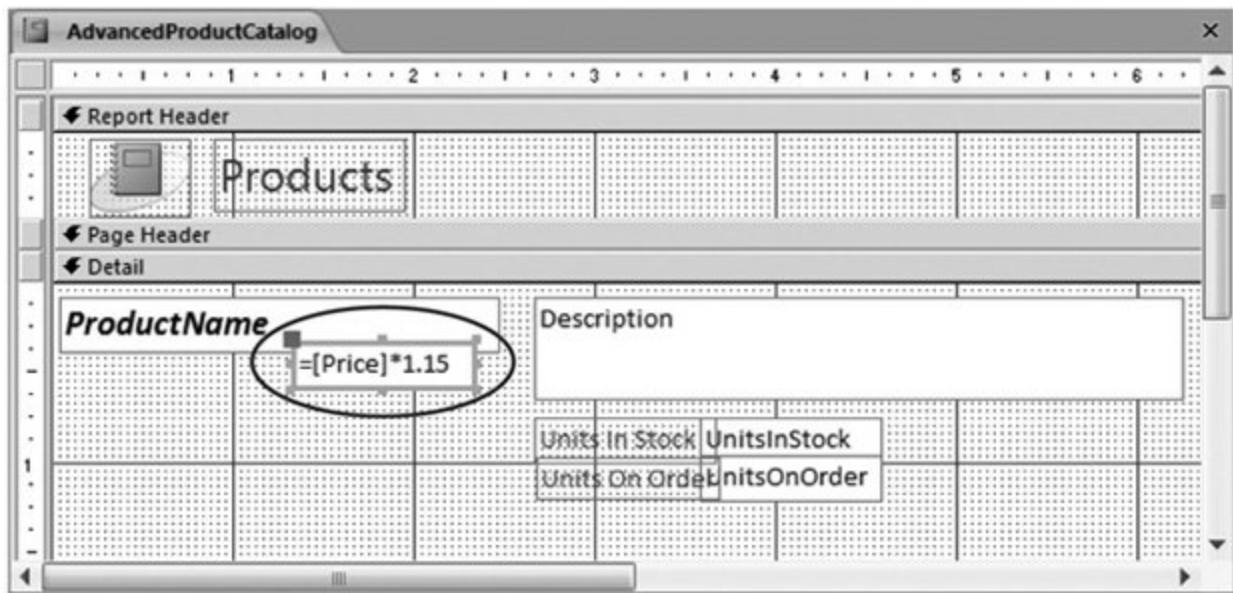 AdvancedProductCatalog
1 2 3 4 5 6
Report Header
Products
Page Header
Detail
ProductName
Description
=[Price]*1.15
Units In Stock UnitsInStock
1
Units On Order UnitsOnOrder